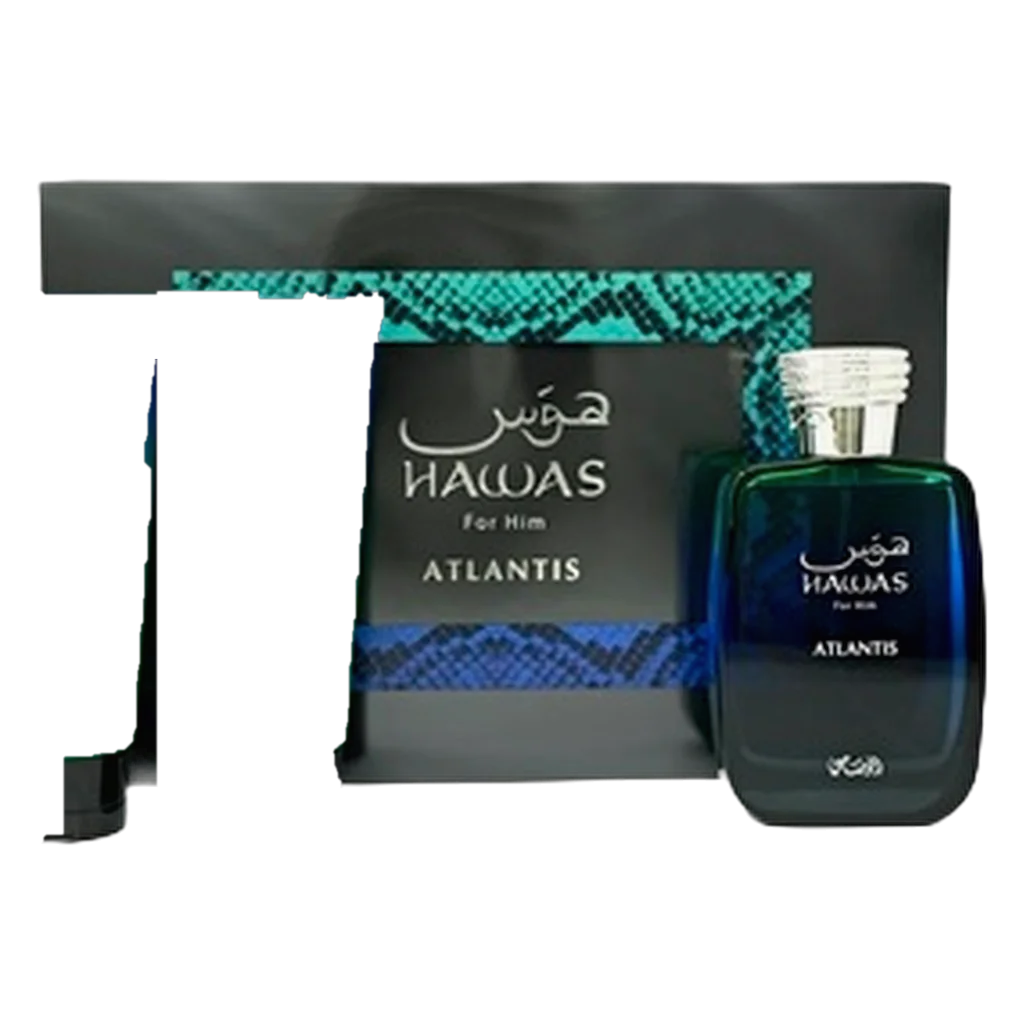 هوَس
HAWAS
For Him
ATLANTIS
هوَس
HAWAS
For Him
ATLANTIS